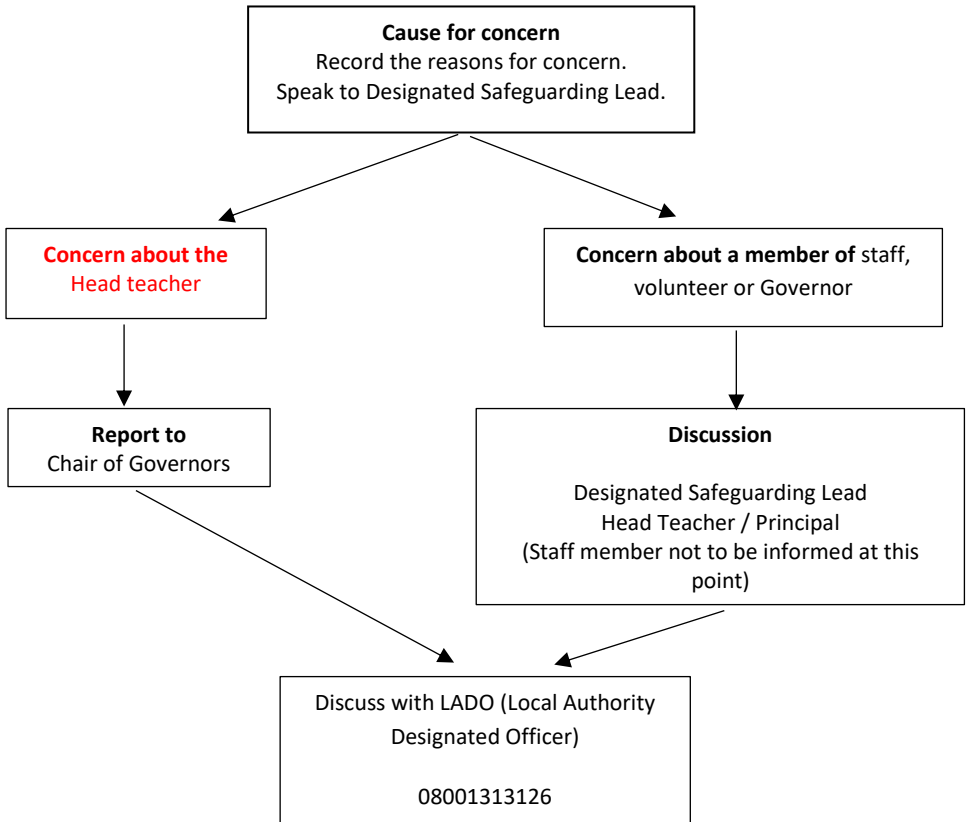 Cause for concern
Record the reasons for concern.
Speak to Designated Safeguarding Lead.
Concern about the
Head teacher
Concern about a member of staff,
volunteer or Governor
Report to
Chair of Governors
Discussion
Designated Safeguarding Lead
Head Teacher / Principal
(Staff member not to be informed at this
point)
Discuss with LADO (Local Authority
Designated Officer)
08001313126